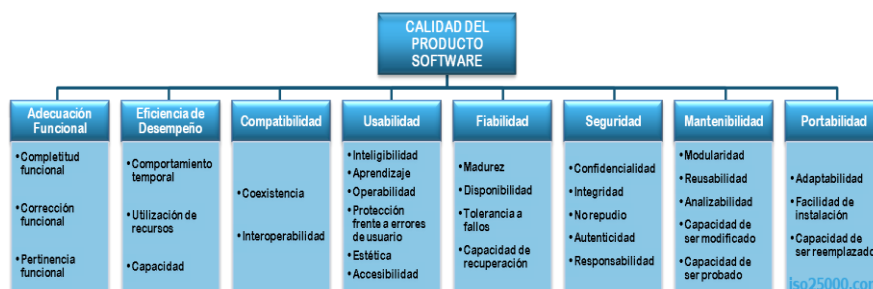 CALIDAD DEL
PRODUCTO
SOFTWARE
Adecuación
Funcional
•Completitud
funcional
•Corrección
funcional
•Pertinencia
funcional
Eficiencia de
Desempeño
•Comportamiento
temporal
•Utilización de
recursos
•Capacidad
Compatibilidad
•Coexistencia
•Interoperabilidad
Usabilidad
•Inteligibilidad
•Aprendizaje
•Operabilidad
•Protección
frente a errores
de usuario
•Estética
•Accesibilidad
Fiabilidad
•Madurez
•Disponibilidad
•Tolerancia a
fallos
•Capacidad de
recuperación
Seguridad
•Confidencialidad
•Integridad
•No repudio
•Autenticidad
•Responsabilidad
Mantenibilidad
•Modularidad
•Reusabilidad
•Analizabilidad
•Capacidad de
ser modificado
•Capacidad de
ser probado
Portabilidad
•Adaptabilidad
•Facilidad de
instalación
•Capacidad de
ser reemplazado
iso25000.com